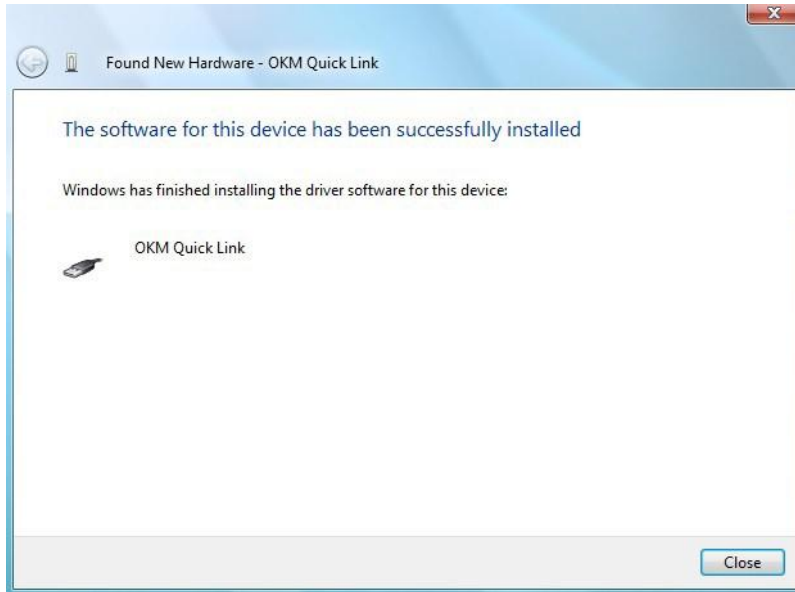 Found New Hardware - OKM Quick Link
The software for this device has been successfully installed
Windows has finished installing the driver software for this device:
OKM Quick Link
Close